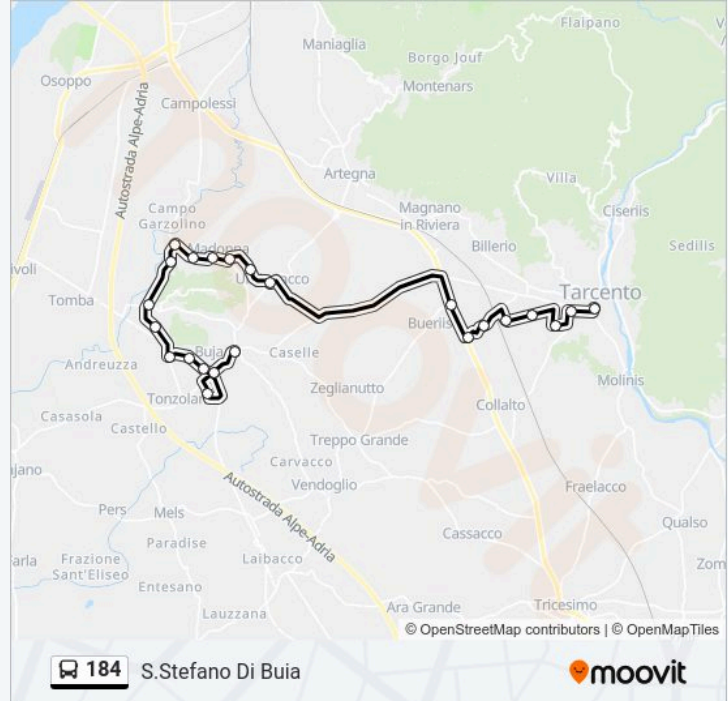 Flaipano
Maniaglia
Borgo Jouf
Osoppo
Montenars
Campolessi
Autostrada Alpe-Adria
Artegna
Villa
Campo
Garzolino
Magnano
in Riviera
Ciseriis
Billerio
Sedilis
Madonna
Tomba
Tarcento
Bueriis
Buja
Caselle
Andreuzza
Zeglianutto
Molinis
Casasola
Collalto
Castello
Treppo Grande
Carvacco
Autostrada Alpe-Adria
Vendoglio
Fraelacco
Pers
Mels
Qualso
Paradise
Cassacco
Frazione
Sant'Eliseo
Laibacco
Entesano
Lauzzana
Ara Grande
Tricesimo
© OpenStreetMap contributors | © OpenMapTiles
184 S.Stefano Di Buia
moovit